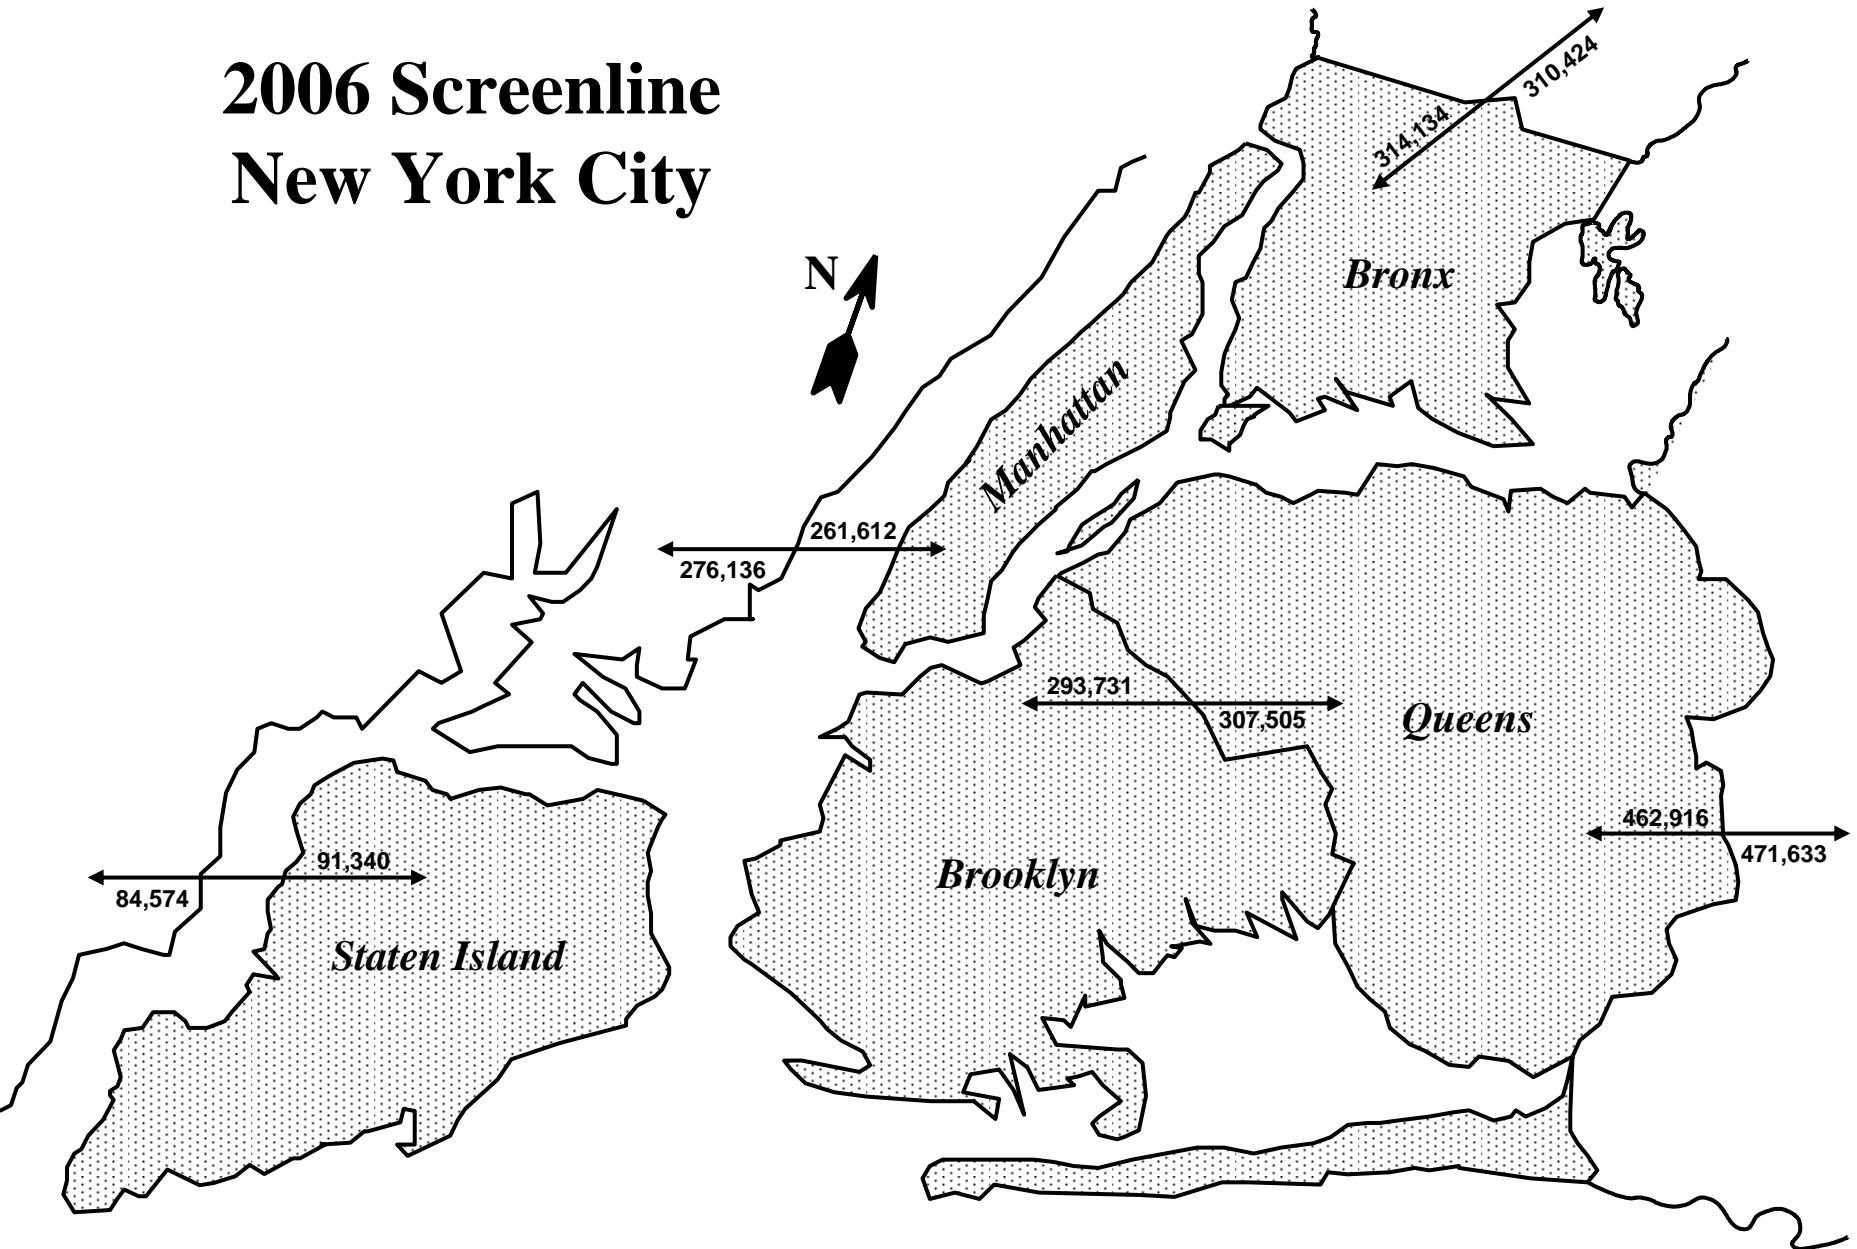 2006 Screenline
New York City
310,424
314,134
N
Bronx
Manhattan
261,612
276,136
293,731
307,505
Queens
462,916
471,633
91,340
84,574
Brooklyn
Staten Island